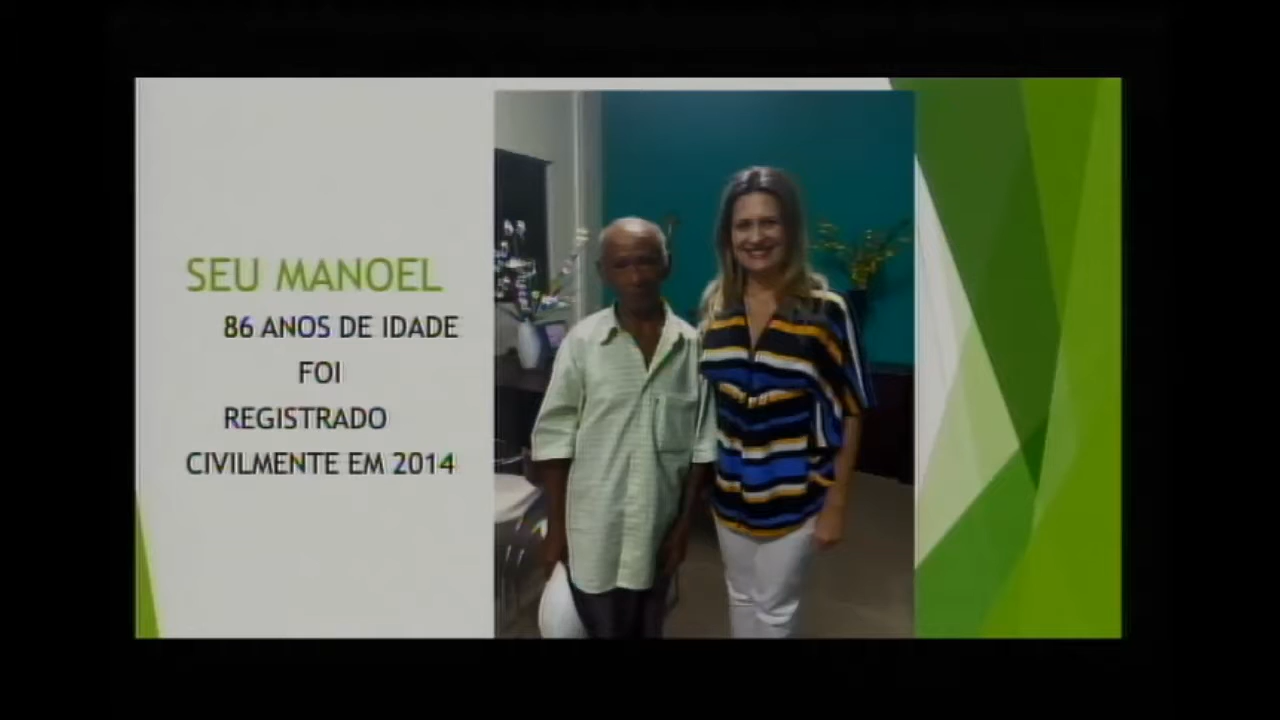 SEU MANOEL
86 ANOS DE IDADE
FOI
REGISTRADO
CIVILMENTE EM 2014